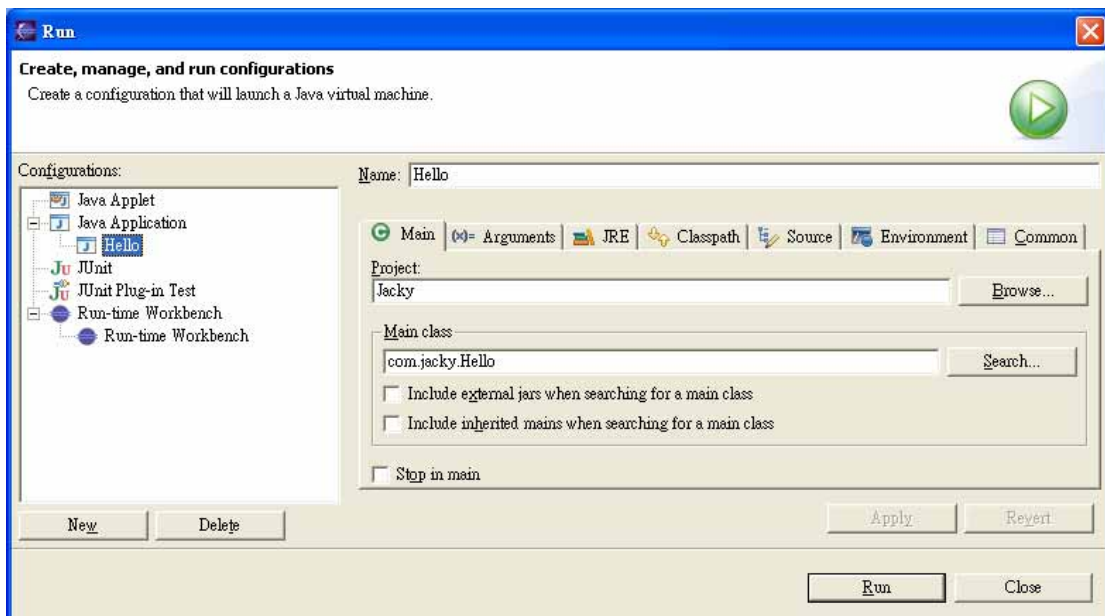 Run
Create, manage, and run configurations
Create a configuration that will launch a Java virtual machine.
Configurations:
Java Applet
Java Application
Hello
JUnit
JUnit Plug-in Test
Run-time Workbench
Run-time Workbench
New
Delete
Name: Hello
Main (x)= Arguments JRE Classpath Source Environment Common
Project:
Jacky
Browse...
Main class
com.jacky.Hello
Search...
Include external jars when searching for a main class
Include inherited mains when searching for a main class
Stop in main
Apply
Revert
Run
Close